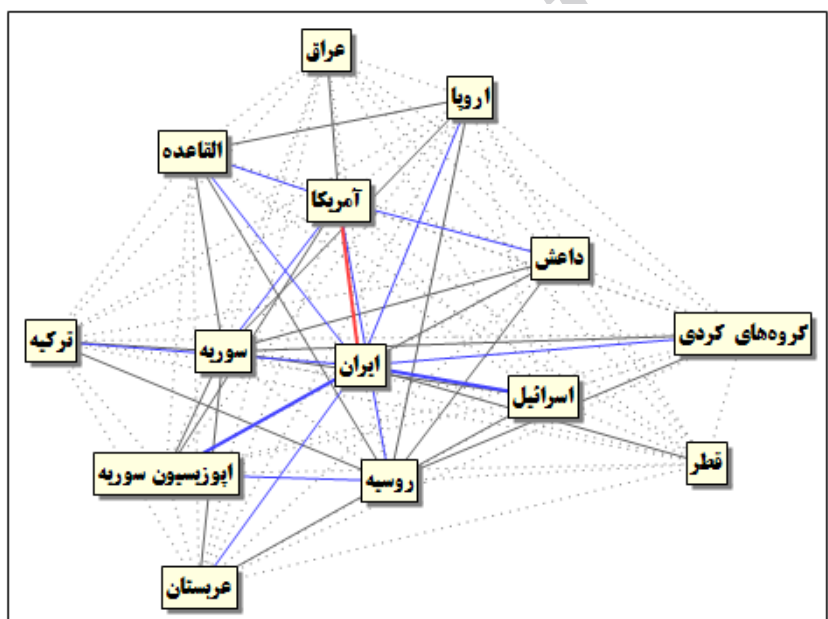 عراق
اروپا
القاعده
آمریکا
داعش
گروه‌های کردی
ترکیه
سوریه
ایران
اسرائیل
قطر
اپوزیسیون سوریه
روسیه
عربستان